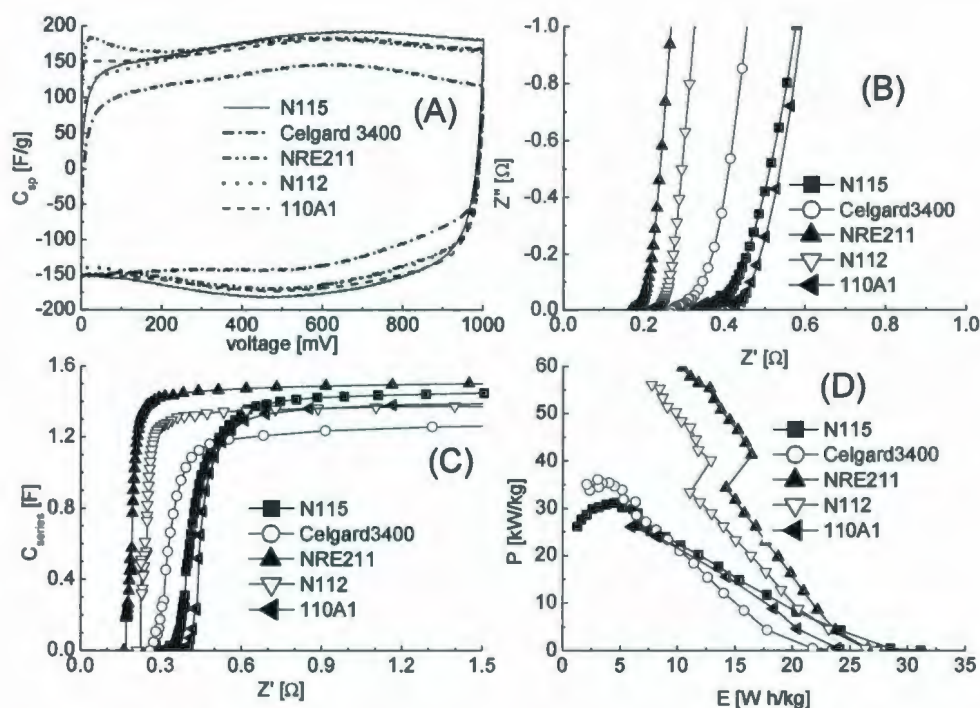 (A)
C_sp [F/g]
200
150
100
50
0
-50
-100
-150
-200
N115
Celgard 3400
NRE211
N112
110A1
0 200 400 600 800 1000
voltage [mV]
(B)
Z'' [Ω]
-1.0
-0.8
-0.6
-0.4
-0.2
0.0
N115
Celgard3400
NRE211
N112
110A1
0.0 0.2 0.4 0.6 0.8 1.0
Z' [Ω]
(C)
C_series [F]
1.6
1.2
0.8
0.4
0.0
N115
Celgard3400
NRE211
N112
110A1
0.0 0.3 0.6 0.9 1.2 1.5
Z' [Ω]
(D)
P [kW/kg]
60
50
40
30
20
10
0
N115
Celgard3400
NRE211
N112
110A1
0 5 10 15 20 25 30 35
E [W h/kg]